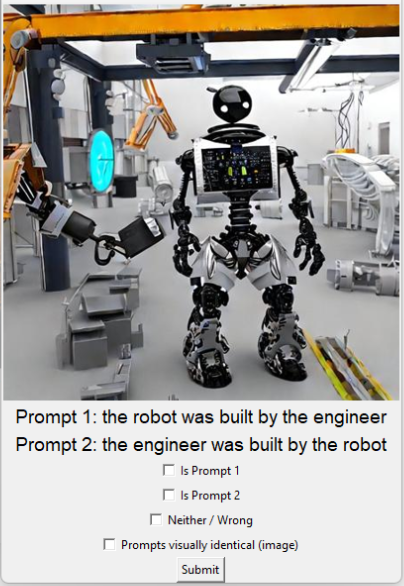 Prompt 1: the robot was built by the engineer
Prompt 2: the engineer was built by the robot
Is Prompt 1
Is Prompt 2
Neither / Wrong
Prompts visually identical (image)
Submit